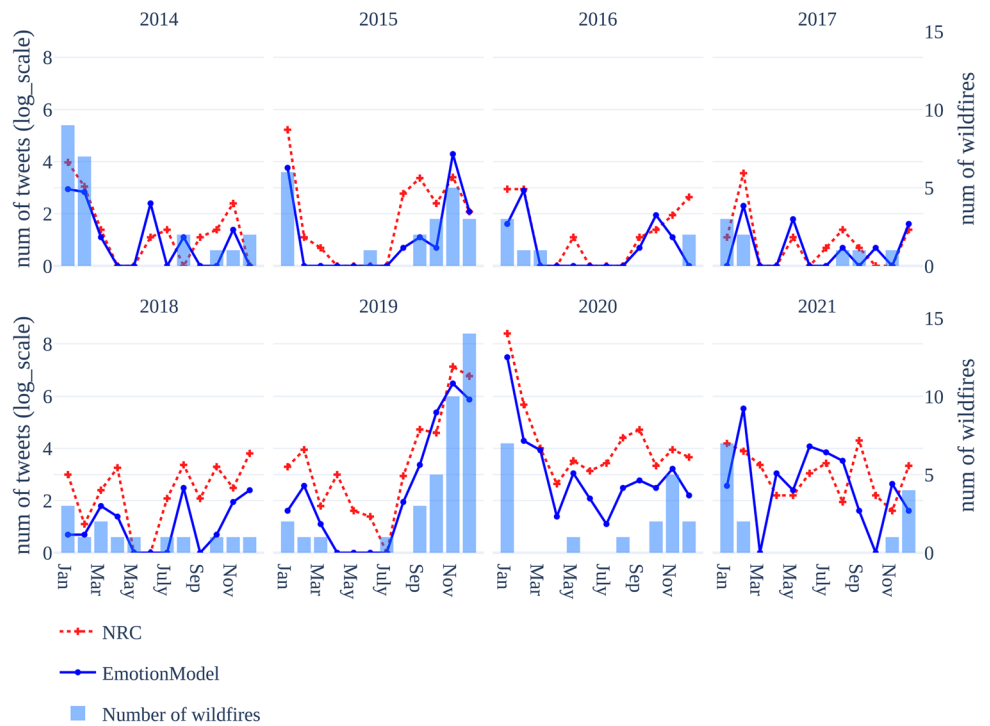 2014 2015 2016 2017
num of tweets (log_scale)
8
6
4
2
0
15
10
5
0
num of wildfires
2018 2019 2020 2021
num of tweets (log_scale)
8
6
4
2
0
15
10
5
0
num of wildfires
Jan Mar May July Sep Nov Jan Mar May July Sep Nov Jan Mar May July Sep Nov Jan Mar May July Sep Nov
NRC
EmotionModel
Number of wildfires